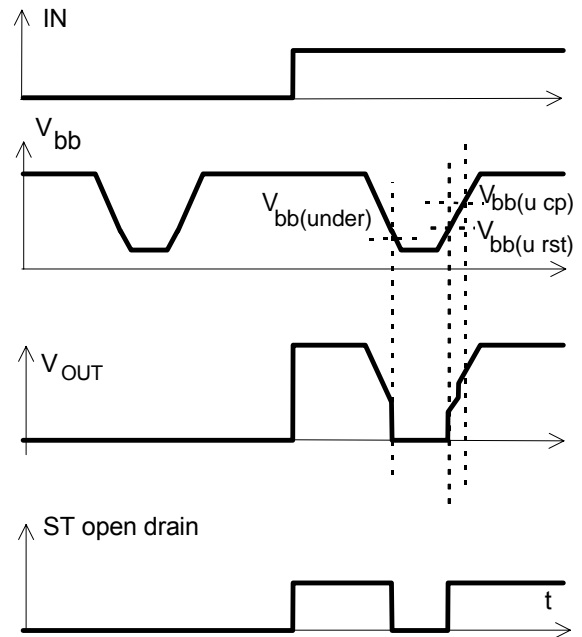 IN
V bb
V bb(under)
V bb(u cp)
V bb(u rst)
V OUT
ST open drain
t